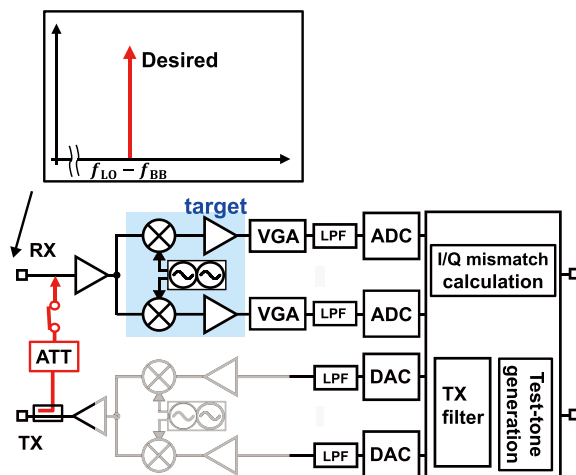 Desired
f_LO − f_BB
target
RX
VGA
LPF
ADC
I/Q mismatch
calculation
VGA
LPF
ADC
ATT
LPF
DAC
TX
filter
Test-tone
generation
TX
LPF
DAC